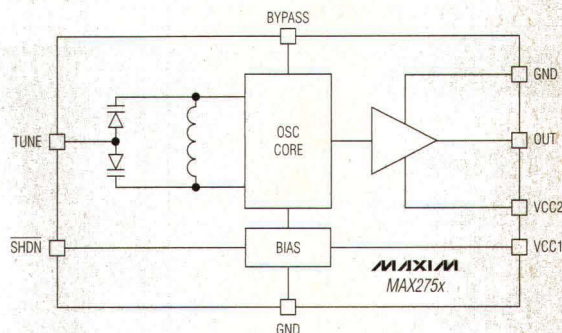 BYPASS
GND
TUNE
OSC
CORE
OUT
VCC2
SHDN
BIAS
VCC1
MAXIM
MAX275x
GND